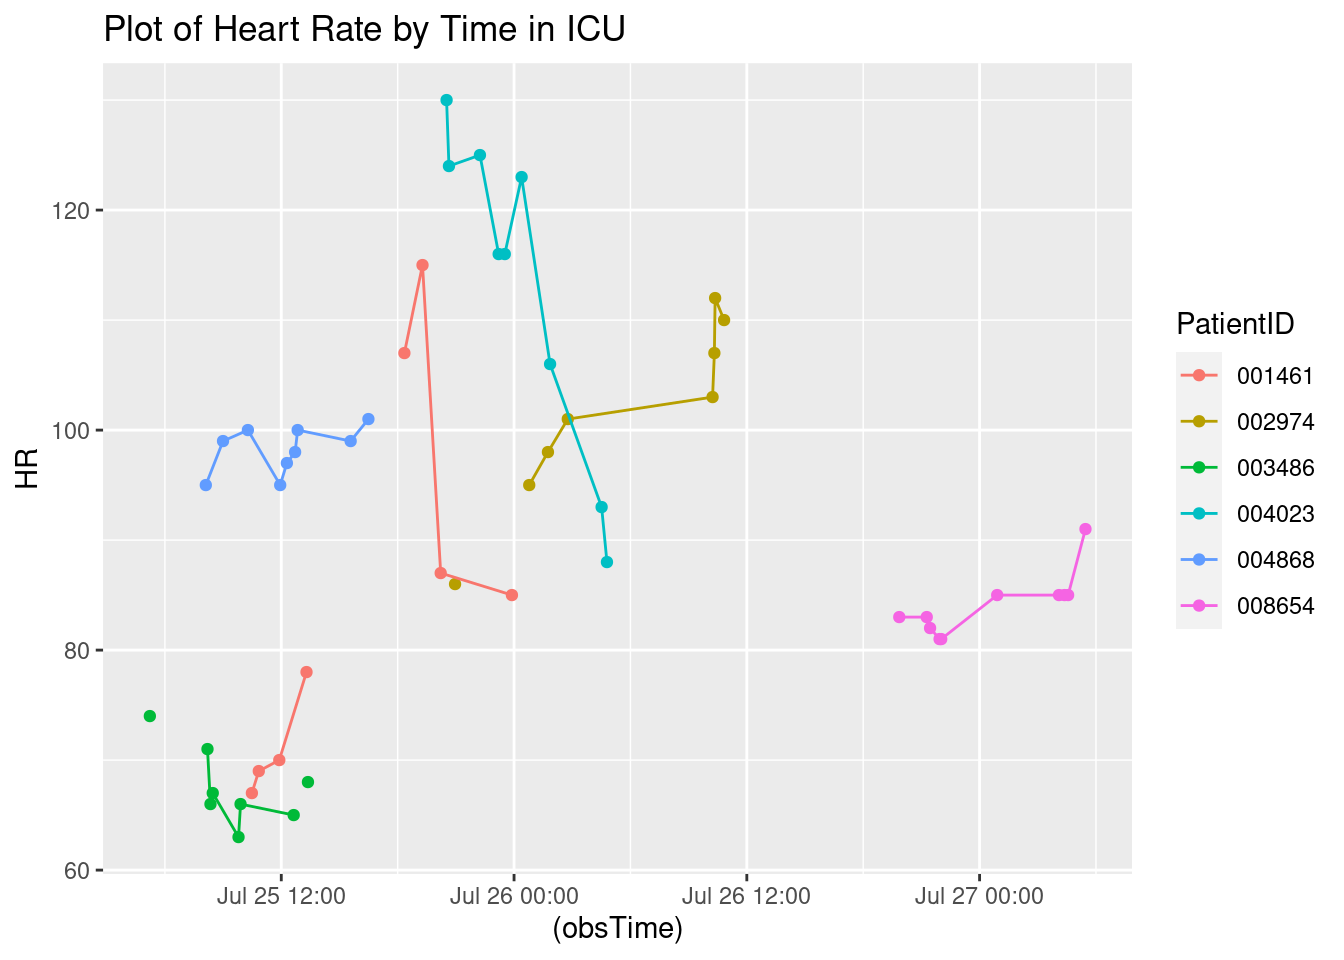 Plot of Heart Rate by Time in ICU
HR
120
100
80
60
Jul 25 12:00
Jul 26 00:00
Jul 26 12:00
Jul 27 00:00
(obsTime)
PatientID
001461
002974
003486
004023
004868
008654